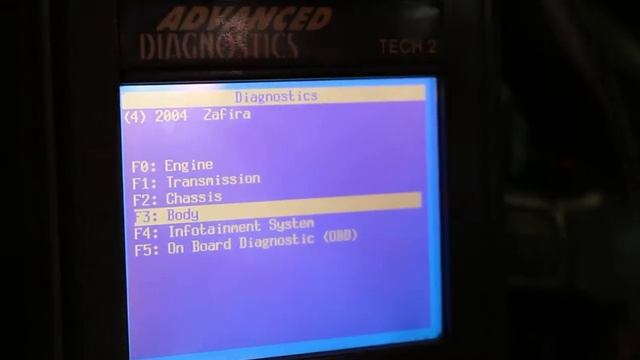 ADVANCED
DIAGNOSTICS
TECH 2
Diagnostics
(4) 2004 Zafira
F0: Engine
F1: Transmission
F2: Chassis
F3: Body
F4: Infotainment System
F5: On Board Diagnostic (OBD)